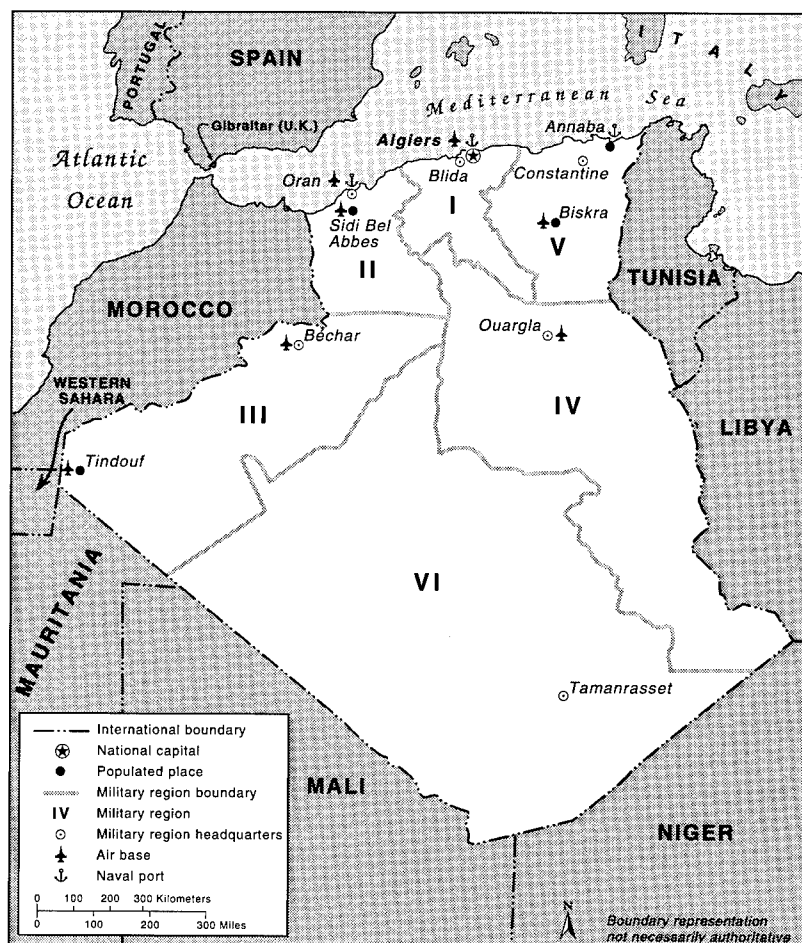 PORTUGAL
SPAIN
ITALY
Mediterranean Sea
Gibraltar (U.K.)
Atlantic
Ocean
Algiers
Annaba
Oran
Blida
Constantine
Sidi Bel
Abbes
I
Biskra
V
II
TUNISIA
MOROCCO
Ouargla
Béchar
WESTERN
SAHARA
III
IV
LIBYA
Tindouf
VI
MAURITANIA
Tamanrasset
MALI
NIGER
International boundary
National capital
Populated place
Military region boundary
IV Military region
Military region headquarters
Air base
Naval port
0 100 200 300 Kilometers
0 100 200 300 Miles
N
Boundary representation
not necessarily authoritative